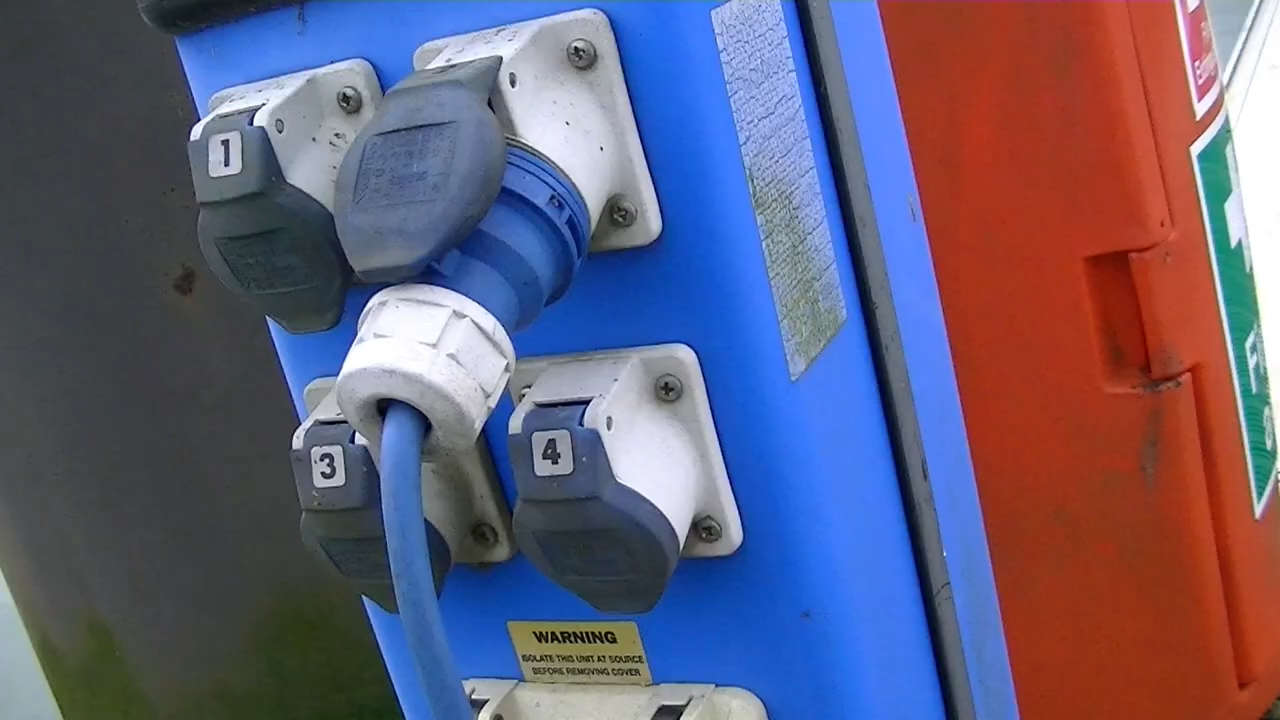 1
3
4
WARNING
ISOLATE THIS UNIT AT SOURCE
BEFORE REMOVING COVER